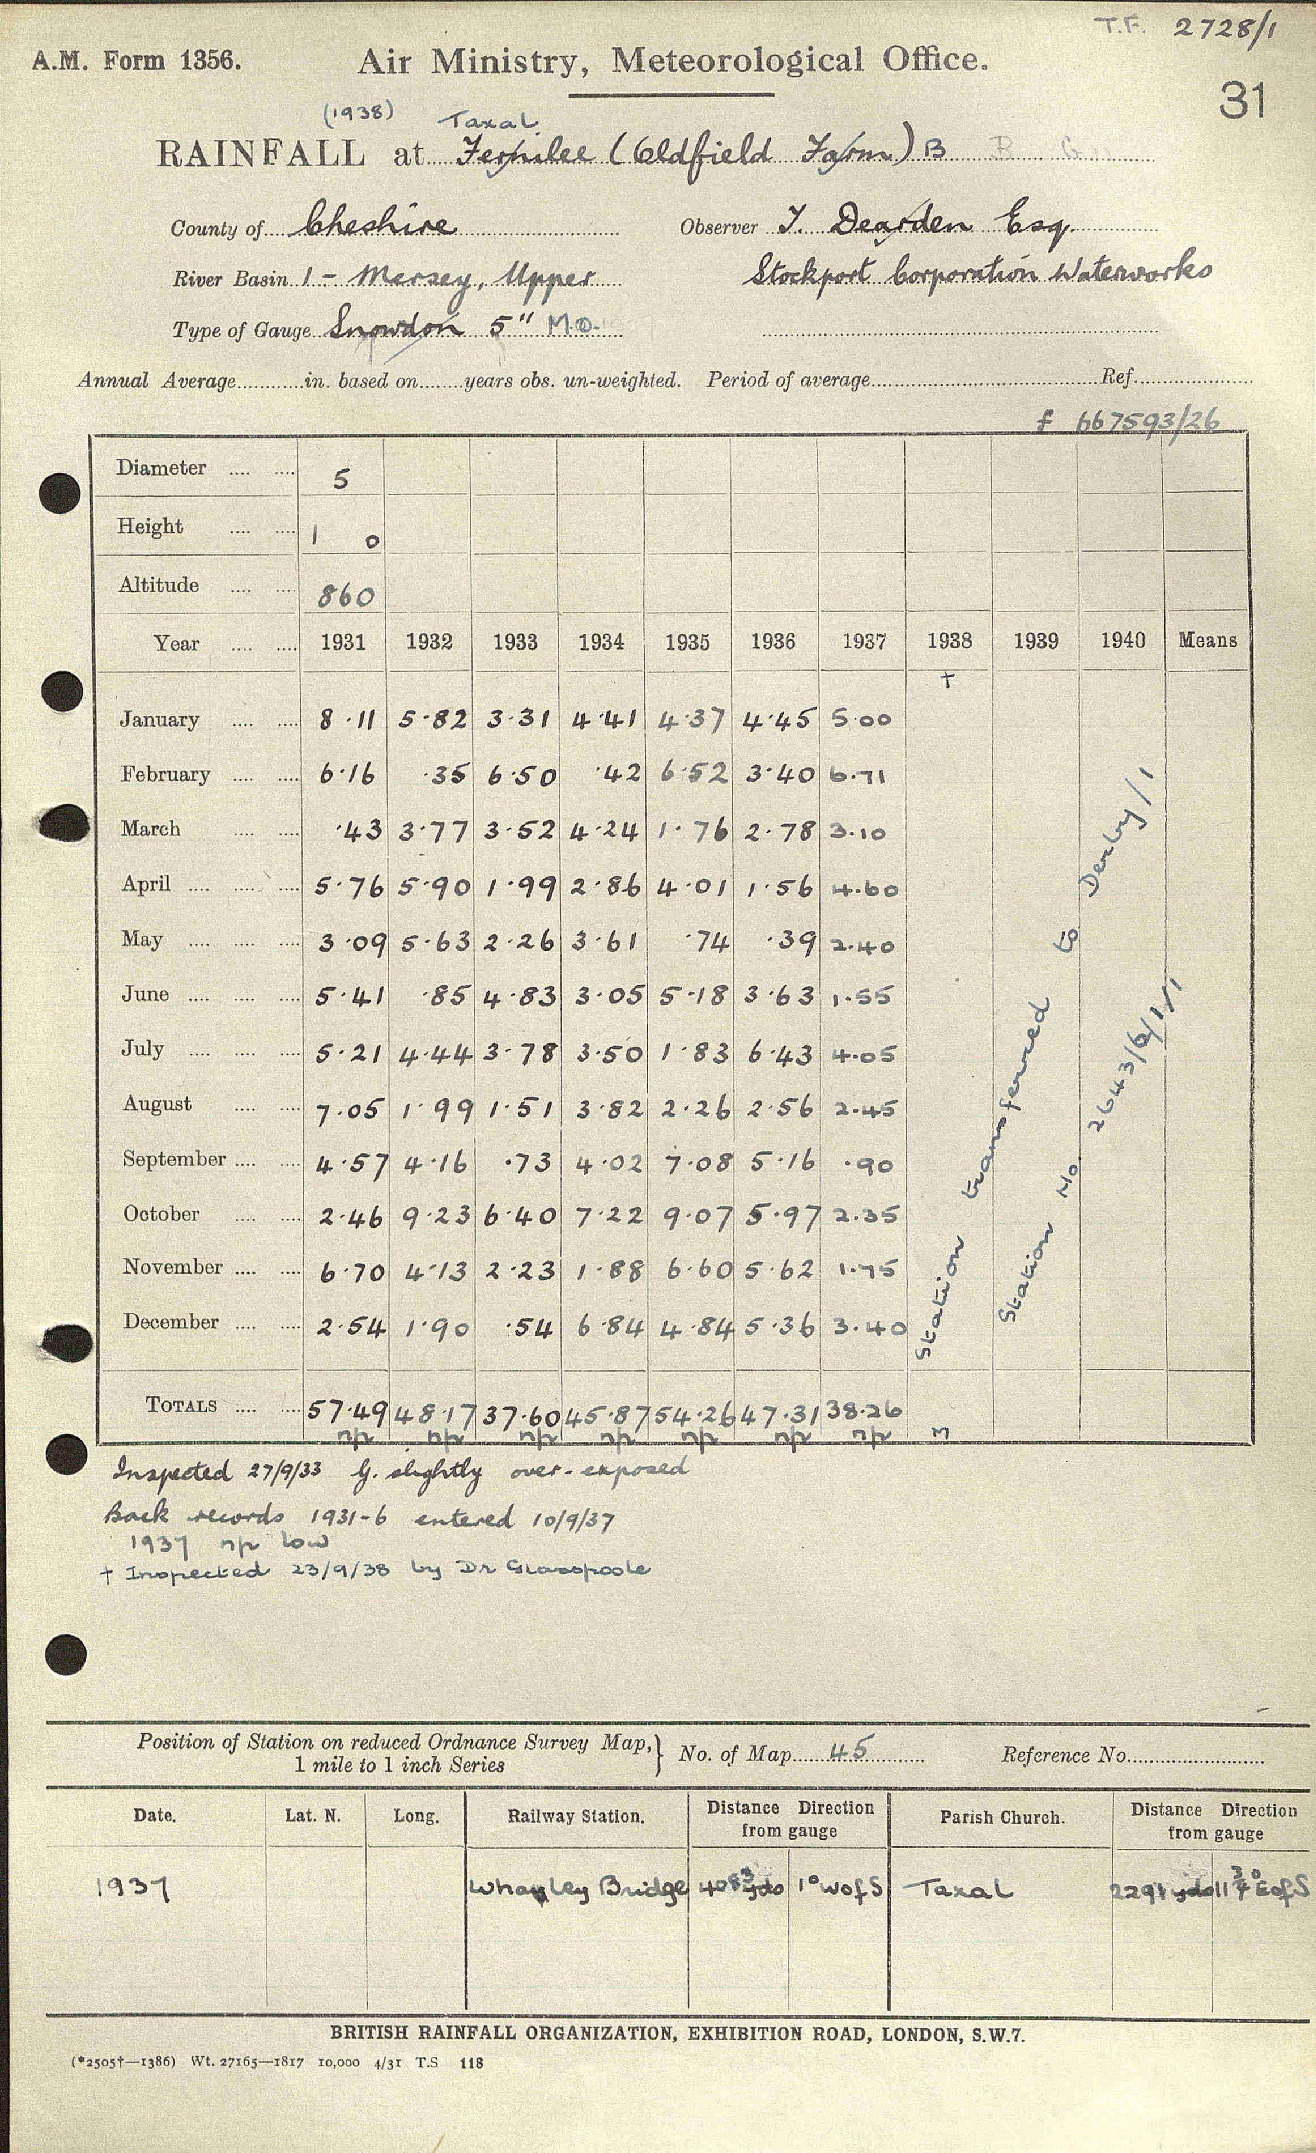 T.F. 2728/1
A.M. Form 1356. Air Ministry, Meteorological Office.
31
(1938) Taxal
RAINFALL at Fernilee (Oldfield Farm) B B G
County of Cheshire Observer T. Dearden Esq.
River Basin 1 - Mersey, Upper Stockport Corporation Waterworks
Type of Gauge Snowdon 5" M.O.
Annual Average............in. based on.......years obs. un-weighted. Period of average.............Ref.............
f 667593/26
Diameter .... .... 5
Height .... .... 1 0
Altitude .... .... 860
Year .... .... 1931 1932 1933 1934 1935 1936 1937 1938 1939 1940 Means
†
January .... .... 8.11 5.82 3.31 4.41 4.37 4.45 5.00
February .... .... 6.16 .35 6.50 .42 6.52 3.40 6.71
March .... .... .43 3.77 3.52 4.24 1.76 2.78 3.10
April .... .... .... 5.76 5.90 1.99 2.86 4.01 1.56 4.60
May .... .... .... 3.09 5.63 2.26 3.61 .74 .39 2.40
June .... .... .... 5.41 .85 4.83 3.05 5.18 3.63 1.55
July .... .... .... 5.21 4.44 3.78 3.50 1.83 6.43 4.05
August .... .... 7.05 1.99 1.51 3.82 2.26 2.56 2.45
September .... .... 4.57 4.16 .73 4.02 7.08 5.16 .90
October .... .... 2.46 9.23 6.40 7.22 9.07 5.97 2.35
November .... .... 6.70 4.13 2.23 1.88 6.60 5.62 1.75
December .... .... 2.54 1.90 .54 6.84 4.84 5.36 3.40
Station transferred to Derby/1
Station No. 2643/6/1/1
TOTALS .... .... 57.49 48.17 37.60 45.87 54.26 47.31 38.26
np np np np np np np m
Inspected 27/9/33 G. slightly over-exposed
Back records 1931-6 entered 10/9/37
1937 np low
† Inspected 23/9/38 by Dr Glasspoole
Position of Station on reduced Ordnance Survey Map,} No. of Map 45 Reference No.
1 mile to 1 inch Series
Date. Lat. N. Long. Railway Station. Distance Direction from gauge Parish Church. Distance Direction from gauge
1937 Whaley Bridge 4083 yds 1° W of S Taxal 2291 yds 11 3/4° E of S
BRITISH RAINFALL ORGANIZATION, EXHIBITION ROAD, LONDON, S.W.7.
(*2505†—1386) Wt. 27165—1817 10,000 4/31 T.S 118